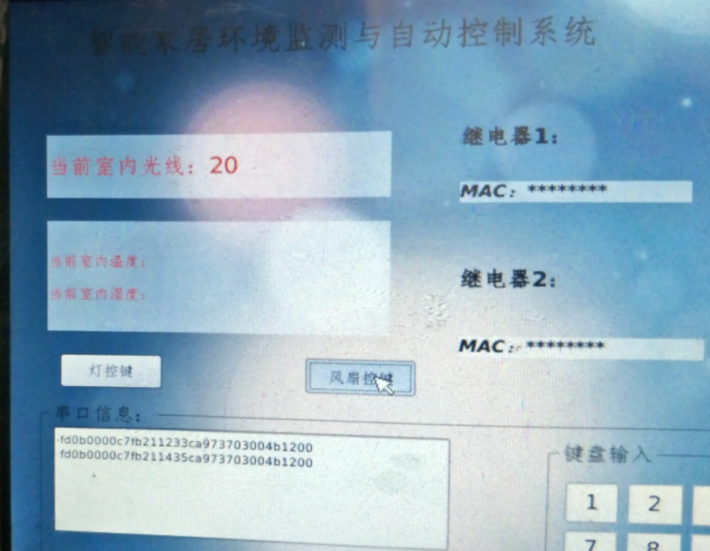 智能家居环境监测与自动控制系统
当前室内光线：20
当前室内温度：
当前室内湿度：
继电器1：
MAC：********
继电器2：
MAC：********
灯控键
风扇控键
串口信息：
fd0b0000c7fb211233ca973703004b1200
fd0b0000c7fb211435ca973703004b1200
键盘输入
1 2
7 8